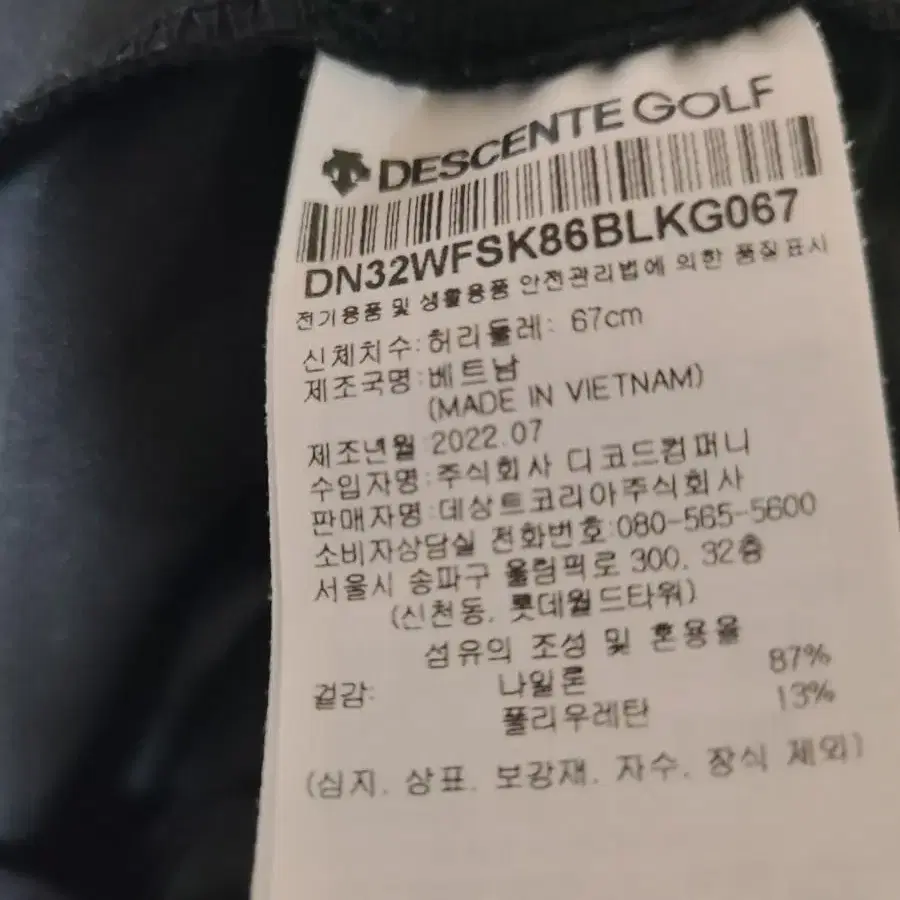 DESCENTE GOLF
DN32WFSK86BLKG067
전기용품 및 생활용품 안전관리법에 의한 품질표시
신체치수:허리둘레: 67cm
제조국명:베트남
(MADE IN VIETNAM)
제조년월:2022.07
수입자명:주식회사 디코드컴퍼니
판매자명:데상트코리아주식회사
소비자상담실 전화번호:080-565-5600
서울시 송파구 올림픽로 300, 32층
(신천동, 롯데월드타워)
섬유의 조성 및 혼용율
겉감: 나일론 87%
폴리우레탄 13%
(심지, 상표, 보강재, 자수, 장식 제외)